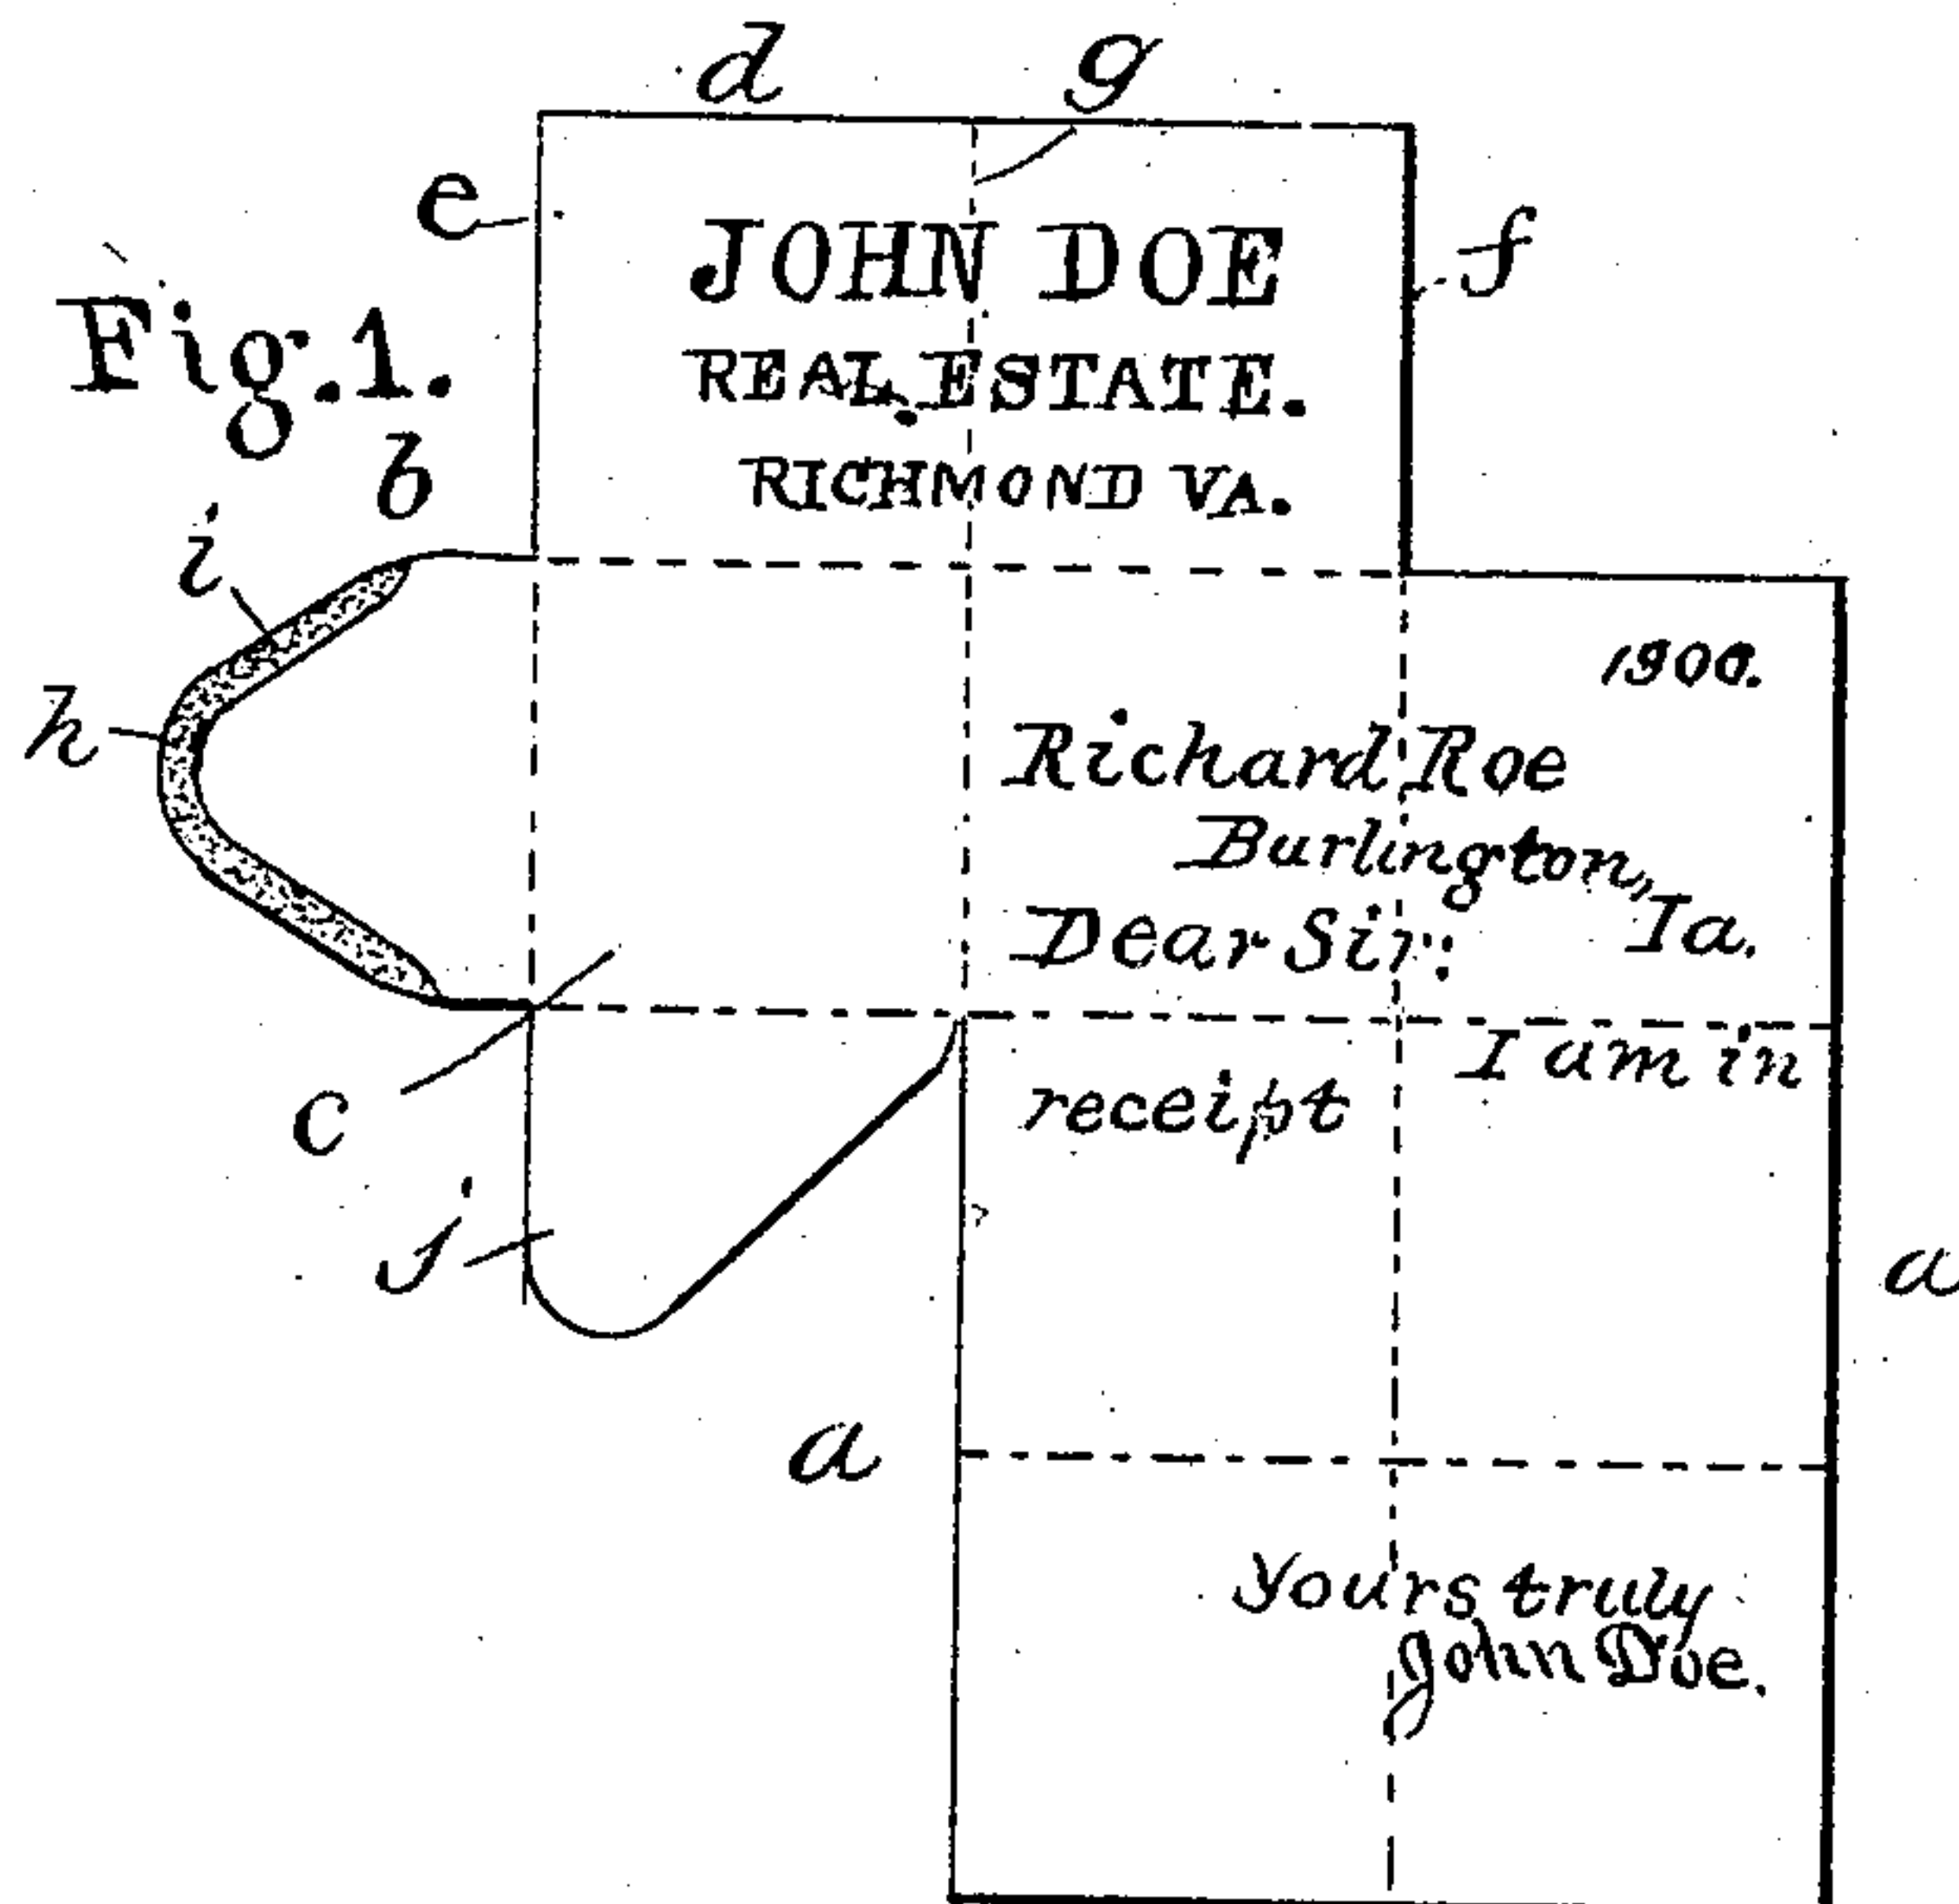 d g
e
JOHN DOE
f
Fig.1.
REAL ESTATE.
b
RICHMOND VA.
i
1900.
h
Richard Roe
Burlington,
Ia.
Dear Sir:
I am in
c
receipt
j
a
a
Yours truly
John Doe.